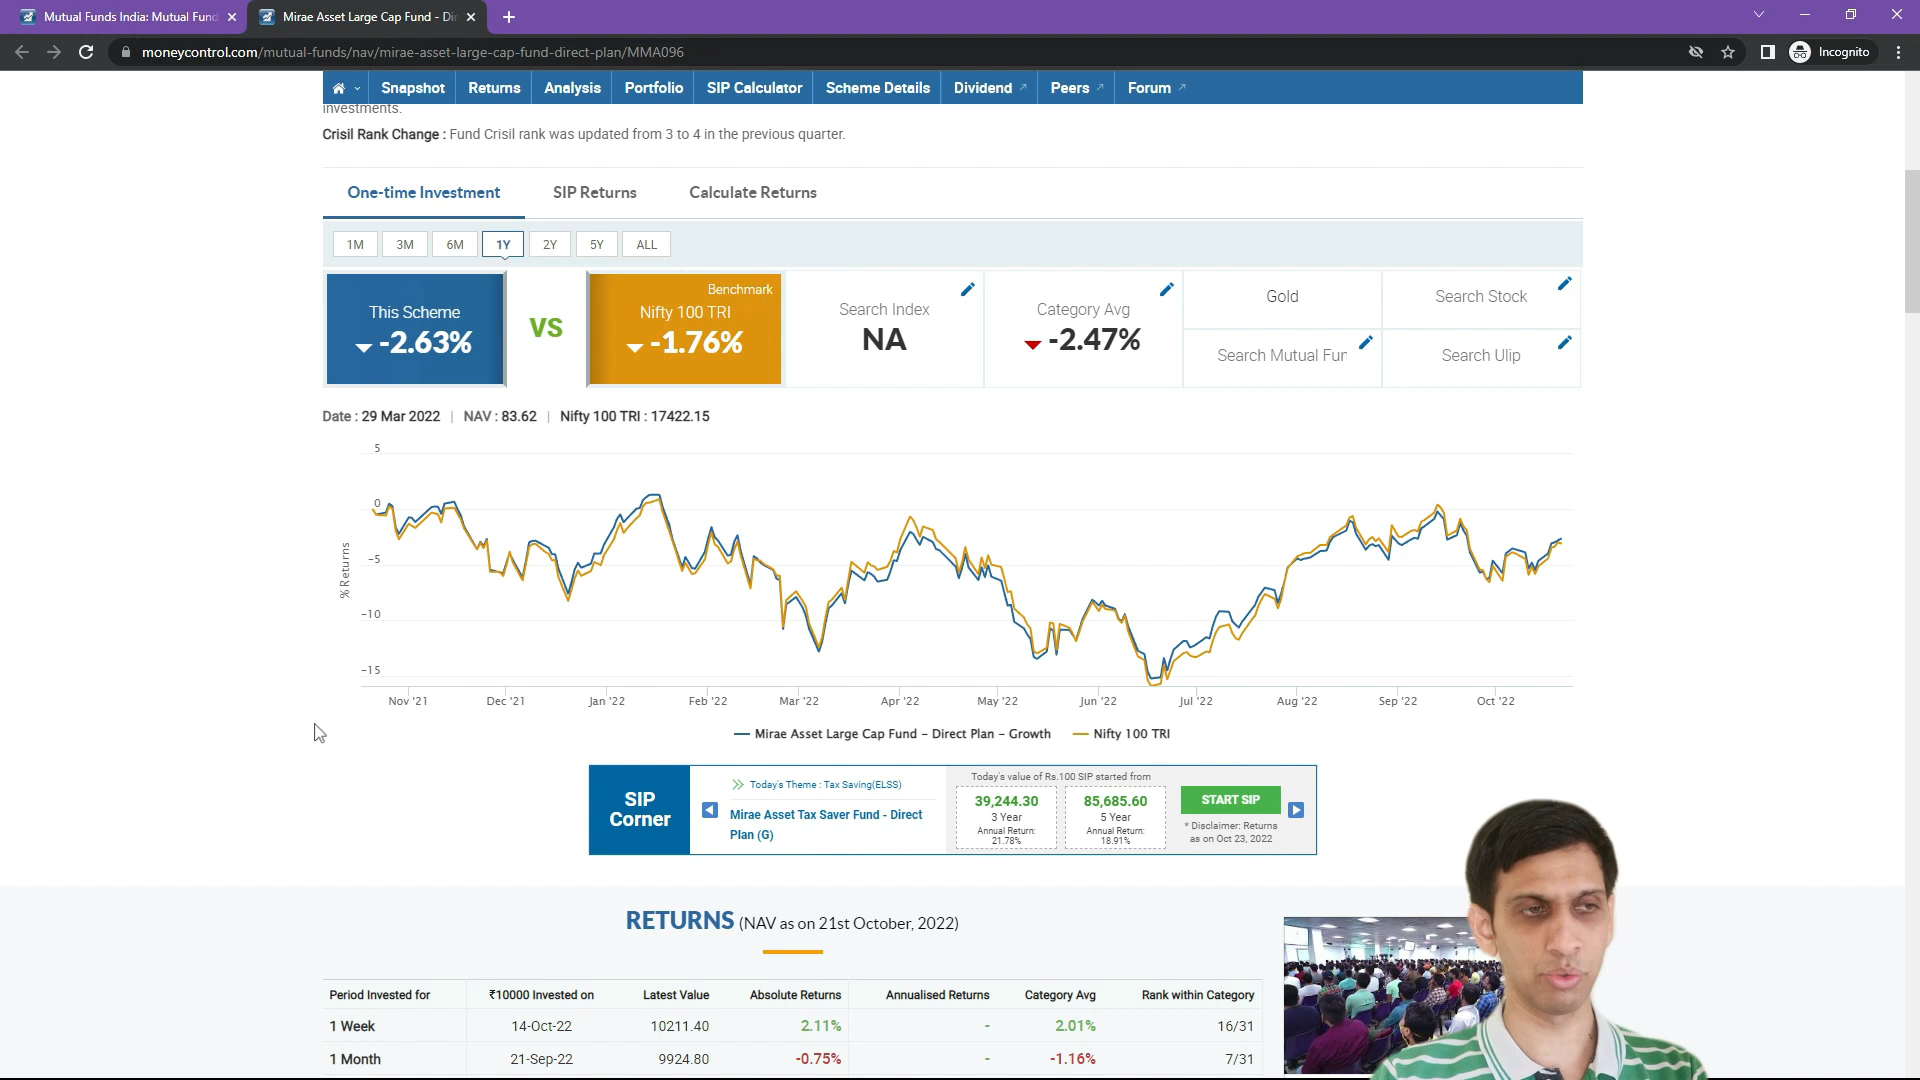 Mutual Funds India: Mutual Fund
Mirae Asset Large Cap Fund - Di
moneycontrol.com/mutual-funds/nav/mirae-asset-large-cap-fund-direct-plan/MMA096
Incognito
Snapshot Returns Analysis Portfolio SIP Calculator Scheme Details Dividend Peers Forum
investments.
Crisil Rank Change : Fund Crisil rank was updated from 3 to 4 in the previous quarter.
One-time Investment SIP Returns Calculate Returns
1M 3M 6M 1Y 2Y 5Y ALL
This Scheme
-2.63%
VS
Benchmark
Nifty 100 TRI
-1.76%
Search Index
NA
Category Avg
-2.47%
Gold
Search Stock
Search Mutual Fur
Search Ulip
Date : 29 Mar 2022 | NAV : 83.62 | Nifty 100 TRI : 17422.15
5
0
-5
-10
-15
% Returns
Nov '21 Dec '21 Jan '22 Feb '22 Mar '22 Apr '22 May '22 Jun '22 Jul '22 Aug '22 Sep '22 Oct '22
Mirae Asset Large Cap Fund - Direct Plan - Growth Nifty 100 TRI
SIP
Corner
Today's Theme : Tax Saving(ELSS)
Mirae Asset Tax Saver Fund - Direct
Plan (G)
Today's value of Rs.100 SIP started from
39,244.30
3 Year
Annual Return:
21.78%
85,685.60
5 Year
Annual Return:
18.91%
START SIP
* Disclaimer: Returns
as on Oct 23, 2022
RETURNS (NAV as on 21st October, 2022)
Period Invested for ₹10000 Invested on Latest Value Absolute Returns Annualised Returns Category Avg Rank within Category
1 Week 14-Oct-22 10211.40 2.11% - 2.01% 16/31
1 Month 21-Sep-22 9924.80 -0.75% - -1.16% 7/31